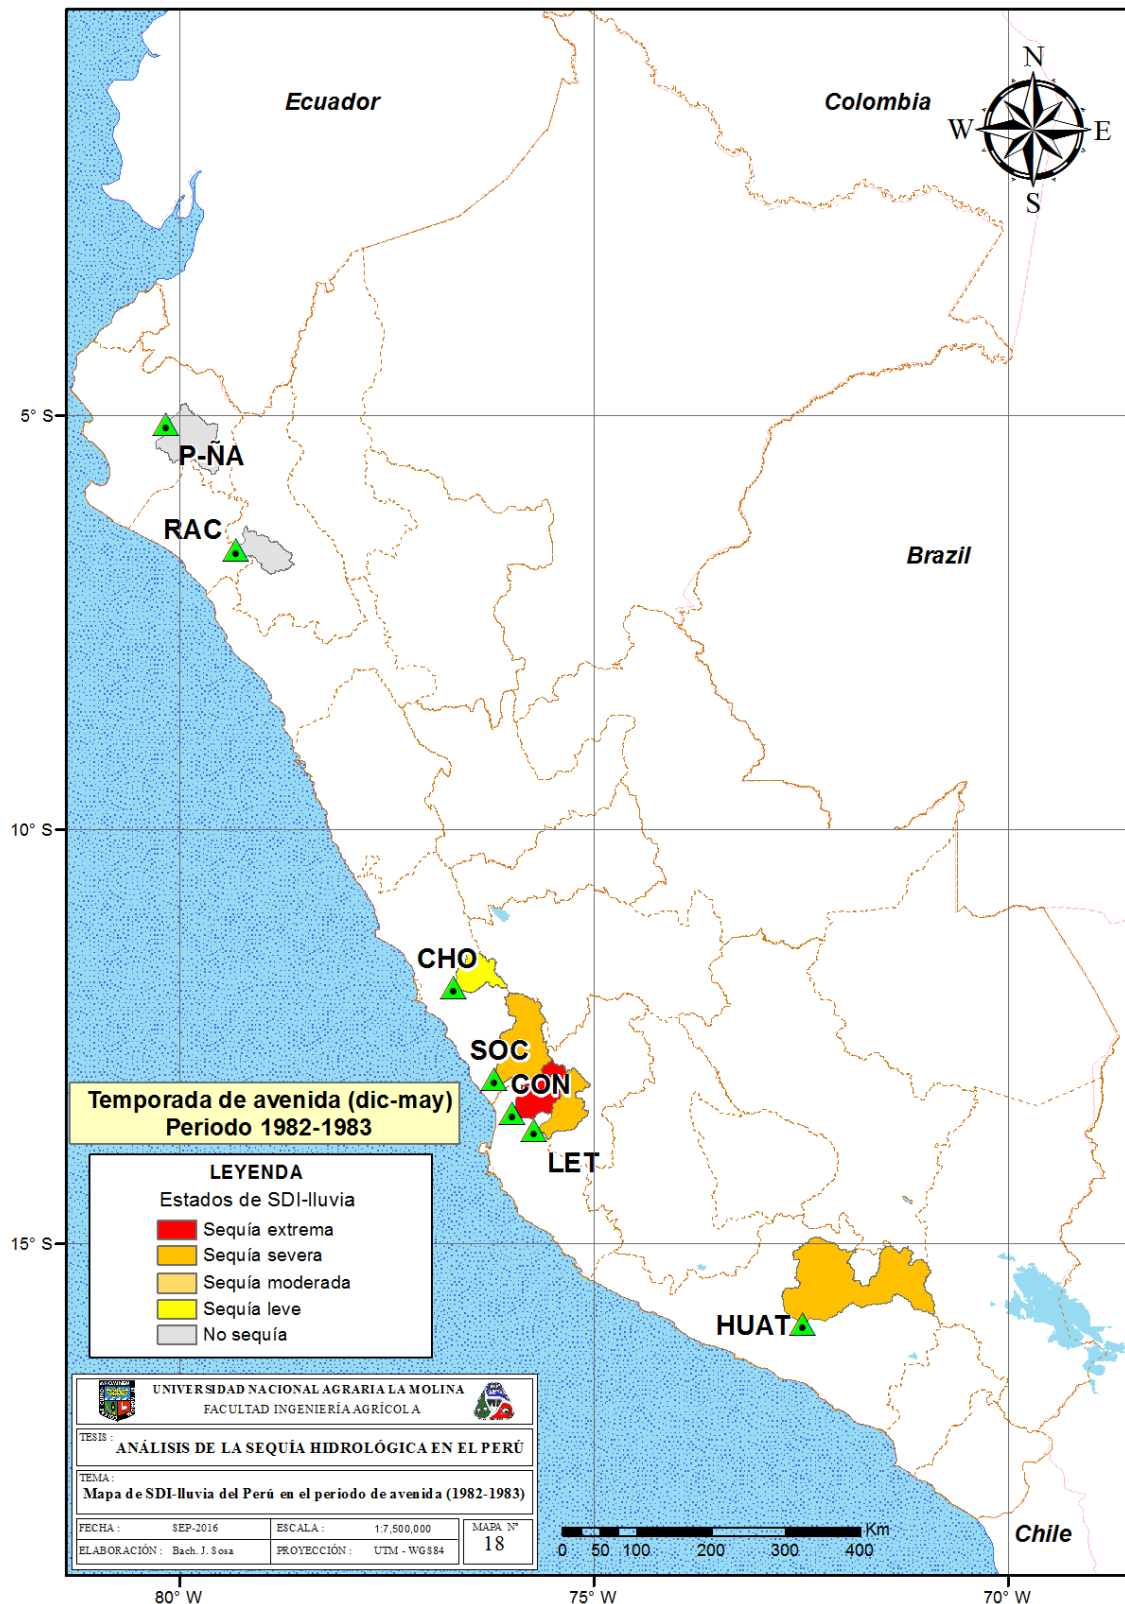 Ecuador
Colombia
N
W
E
S
5° S
P-ÑA
RAC
Brazil
10° S
CHO
SOC
CON
LET
Temporada de avenida (dic-may)
Periodo 1982-1983
LEYENDA
Estados de SDI-lluvia
Sequía extrema
Sequía severa
Sequía moderada
Sequía leve
No sequía
15° S
HUAT
UNIVERSIDAD NACIONAL AGRARIA LA MOLINA
FACULTAD INGENIERÍA AGRÍCOLA
TESIS :
ANÁLISIS DE LA SEQUÍA HIDROLÓGICA EN EL PERÚ
TEMA :
Mapa de SDI-lluvia del Perú en el periodo de avenida (1982-1983)
FECHA : SEP-2016 ESCALA : 1:7,500,000 MAPA Nº
ELABORACIÓN : Bach. J. Sosa PROYECCIÓN : UTM - WGS84 18
Km
0 50 100 200 300 400
Chile
80° W 75° W 70° W